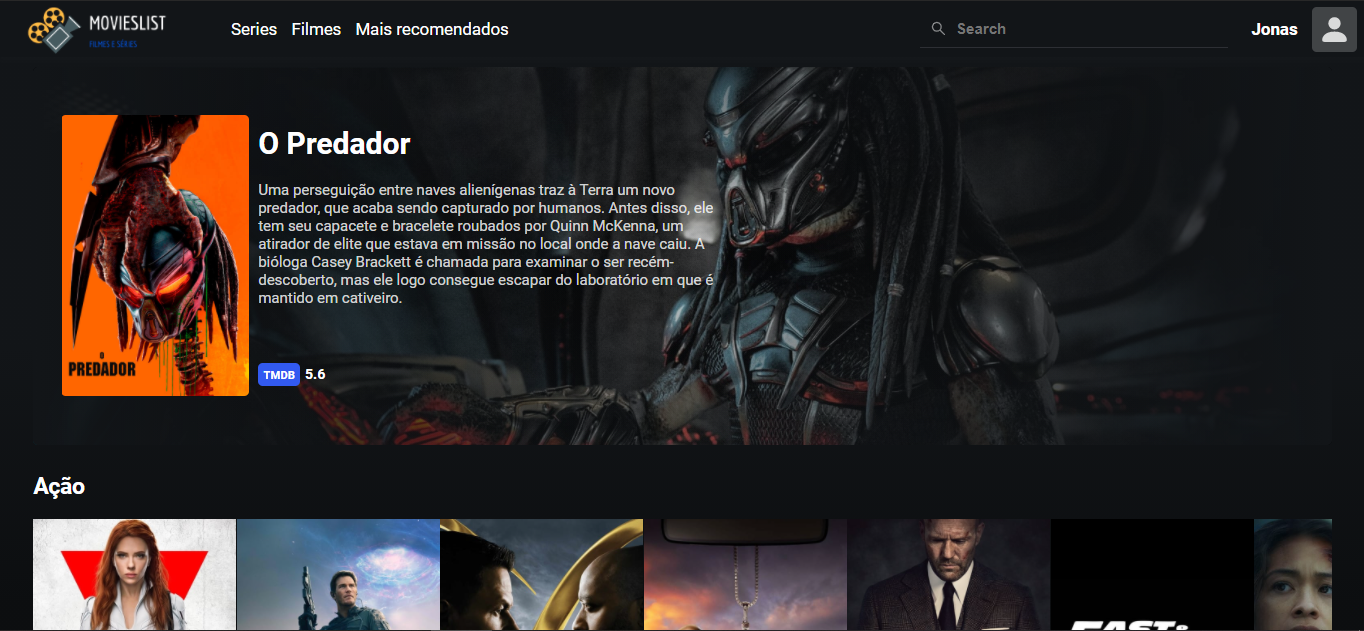 MOVIESLIST
FILMES E SÉRIES
Series Filmes Mais recomendados
Search
Jonas
O Predador
Uma perseguição entre naves alienígenas traz à Terra um novo
predador, que acaba sendo capturado por humanos. Antes disso, ele
tem seu capacete e bracelete roubados por Quinn McKenna, um
atirador de elite que estava em missão no local onde a nave caiu. A
bióloga Casey Brackett é chamada para examinar o ser recém-
descoberto, mas ele logo consegue escapar do laboratório em que é
mantido em cativeiro.
O
PREDADOR
TMDB 5.6
Ação
FAST &